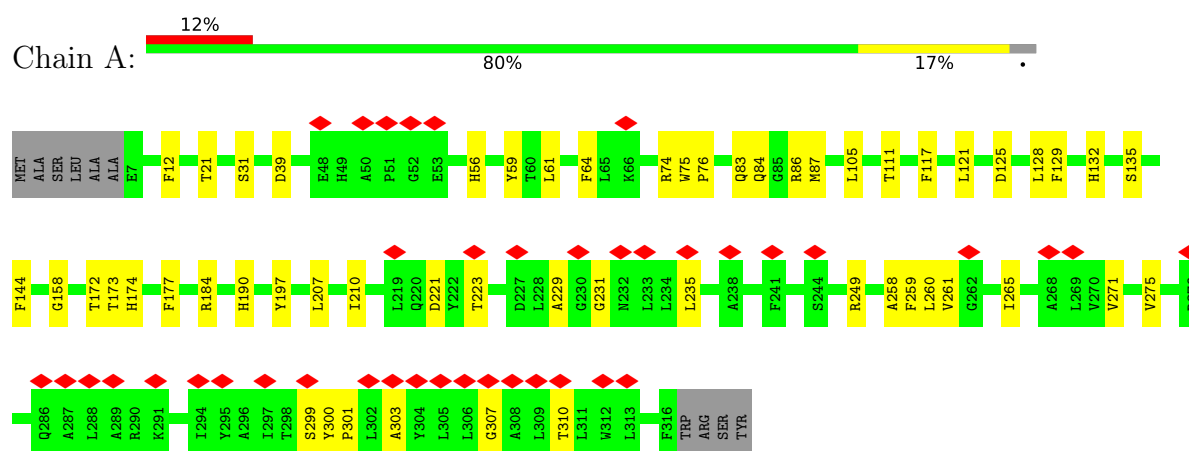 12%
Chain A:
80% 17% •
MET ALA SER LEU ALA ALA E7 F12 T21 S31 D39 E48 H49 A50 P51 G52 E53 H56 Y59 T60 L61 F64 L65 K66 R74 W75 P76 Q83 Q84 G85 R86 M87 L105 T111 F117 L121 D125 L128 F129 H132 S135
F144 G158 T172 T173 H174 F177 R184 H190 Y197 L207 I210 L219 Q220 D221 Y222 T223 D227 L228 A229 G230 G231 N232 L233 L234 L235 A238 F241 S244 R249 A258 F259 L260 V261 G262 I265 A268 L269 V270 V271 V275
Q286 A287 L288 A289 R290 K291 I294 Y295 A296 I297 T298 S299 Y300 P301 L302 A303 Y304 L305 L306 G307 A308 L309 T310 L311 W312 L313 F316 TRP ARG SER TYR